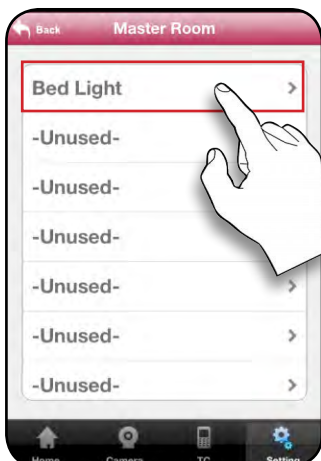 Back Master Room
Bed Light
-Unused-
-Unused-
-Unused-
-Unused-
-Unused-
-Unused-
Home Camera TC Setting